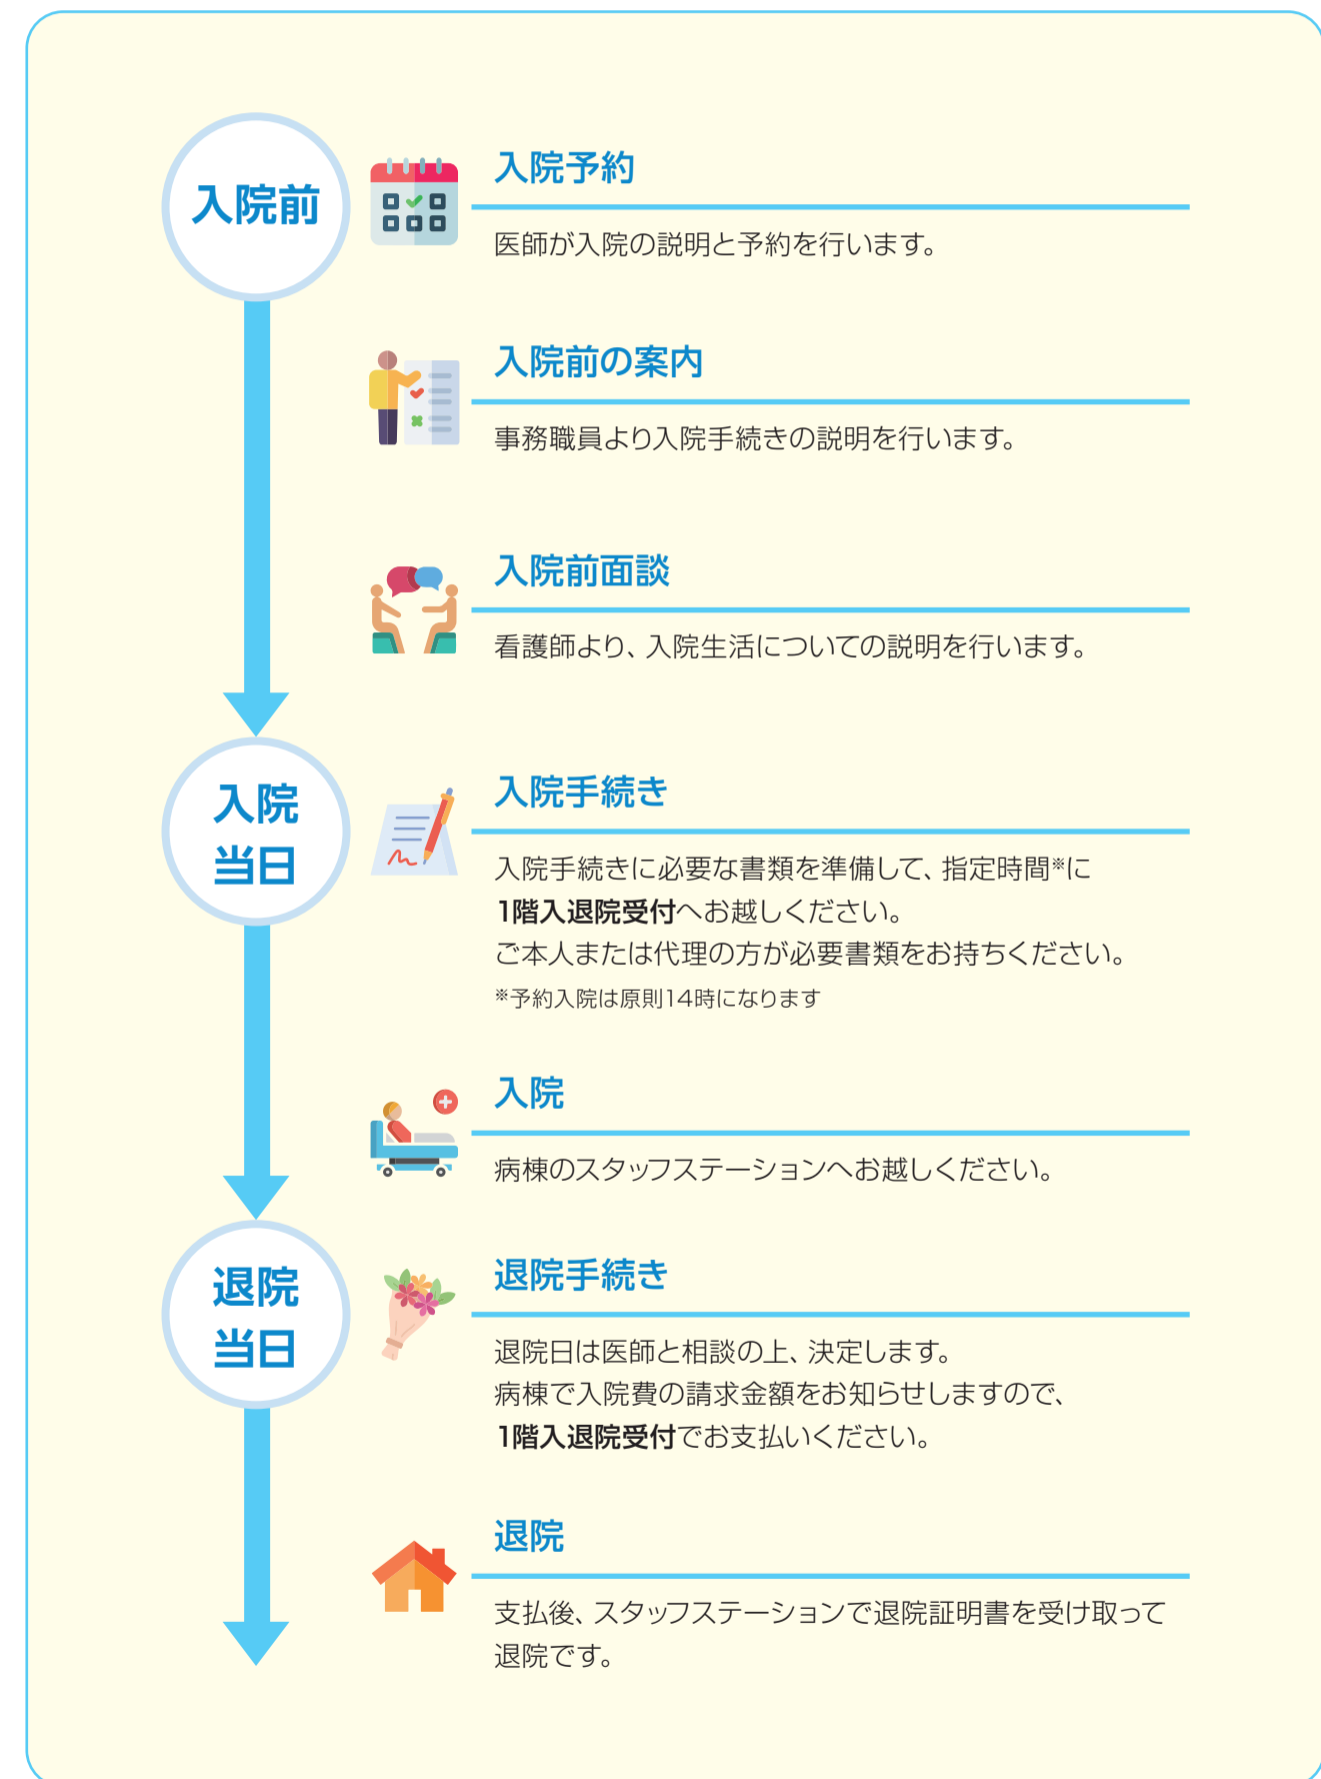 入院前
入院予約
医師が入院の説明と予約を行います。
入院前の案内
事務職員より入院手続きの説明を行います。
入院前面談
看護師より、入院生活についての説明を行います。
入院
当日
入院手続き
入院手続きに必要な書類を準備して、指定時間※に
1階入退院受付へお越しください。
ご本人または代理の方が必要書類をお持ちください。
※予約入院は原則14時になります
入院
病棟のスタッフステーションへお越しください。
退院
当日
退院手続き
退院日は医師と相談の上、決定します。
病棟で入院費の請求金額をお知らせしますので、
1階入退院受付でお支払いください。
退院
支払後、スタッフステーションで退院証明書を受け取って
退院です。